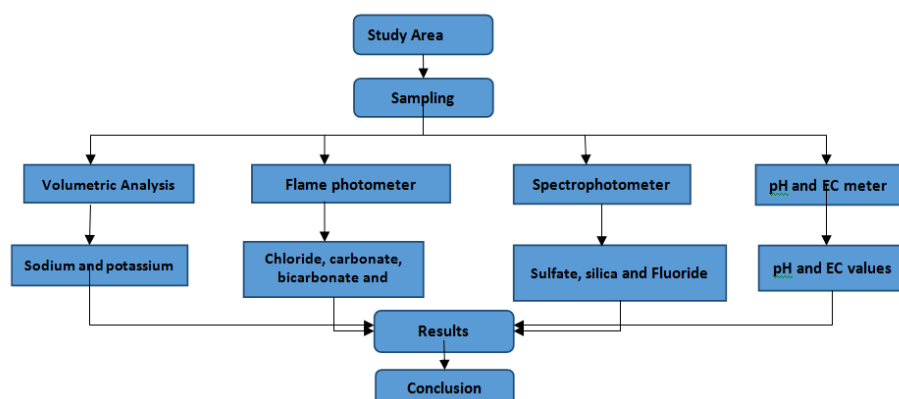 Study Area
Sampling
Volumetric Analysis
Flame photometer
Spectrophotometer
pH and EC meter
Sodium and potassium
Chloride, carbonate,
bicarbonate and
Sulfate, silica and Fluoride
pH and EC values
Results
Conclusion